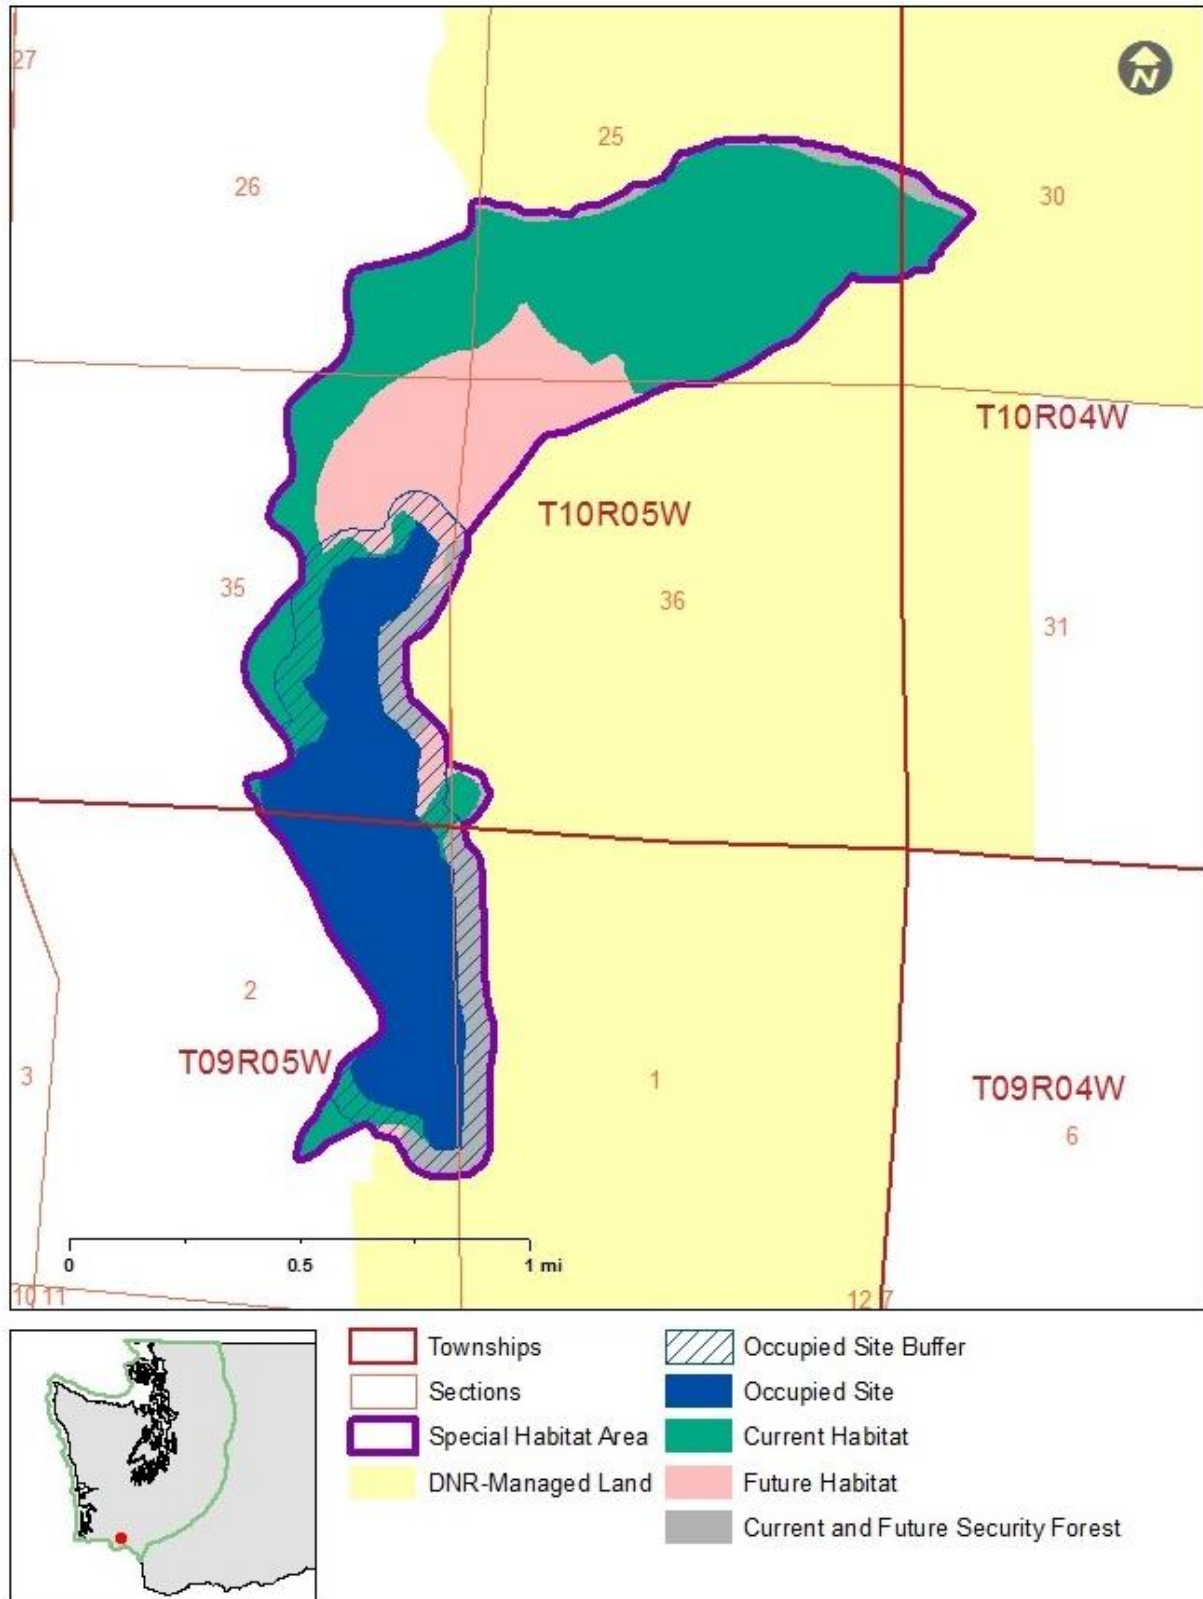 N
27
25
26
30
T10R04W
T10R05W
35
36
31
2
T09R05W
3
1
T09R04W
6
0
0.5
1 mi
10 11
12 7
Townships
Sections
Special Habitat Area
DNR-Managed Land
Occupied Site Buffer
Occupied Site
Current Habitat
Future Habitat
Current and Future Security Forest